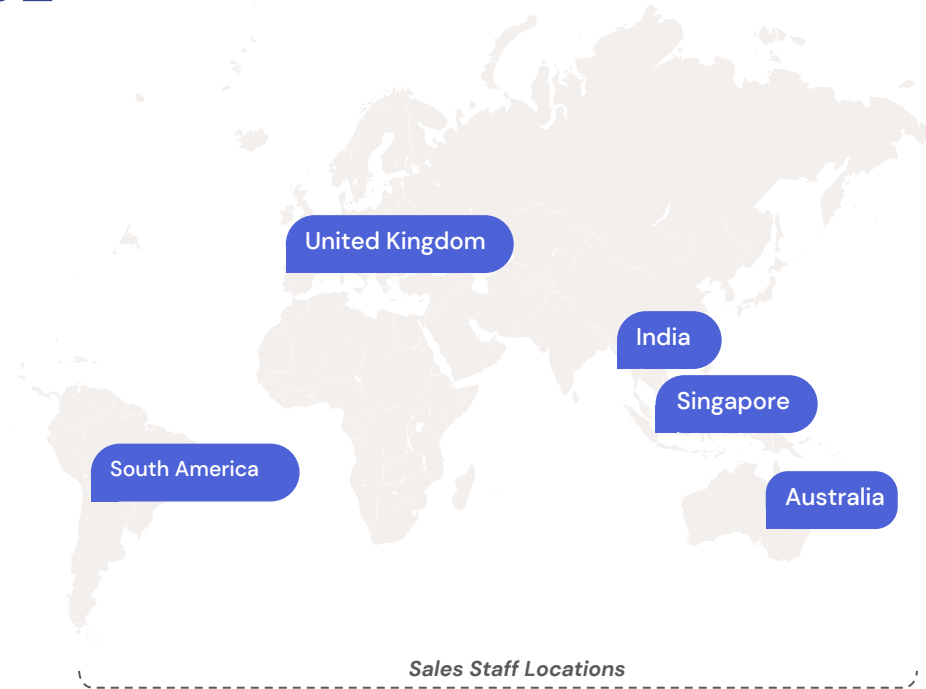 United Kingdom
India
Singapore
South America
Australia
Sales Staff Locations